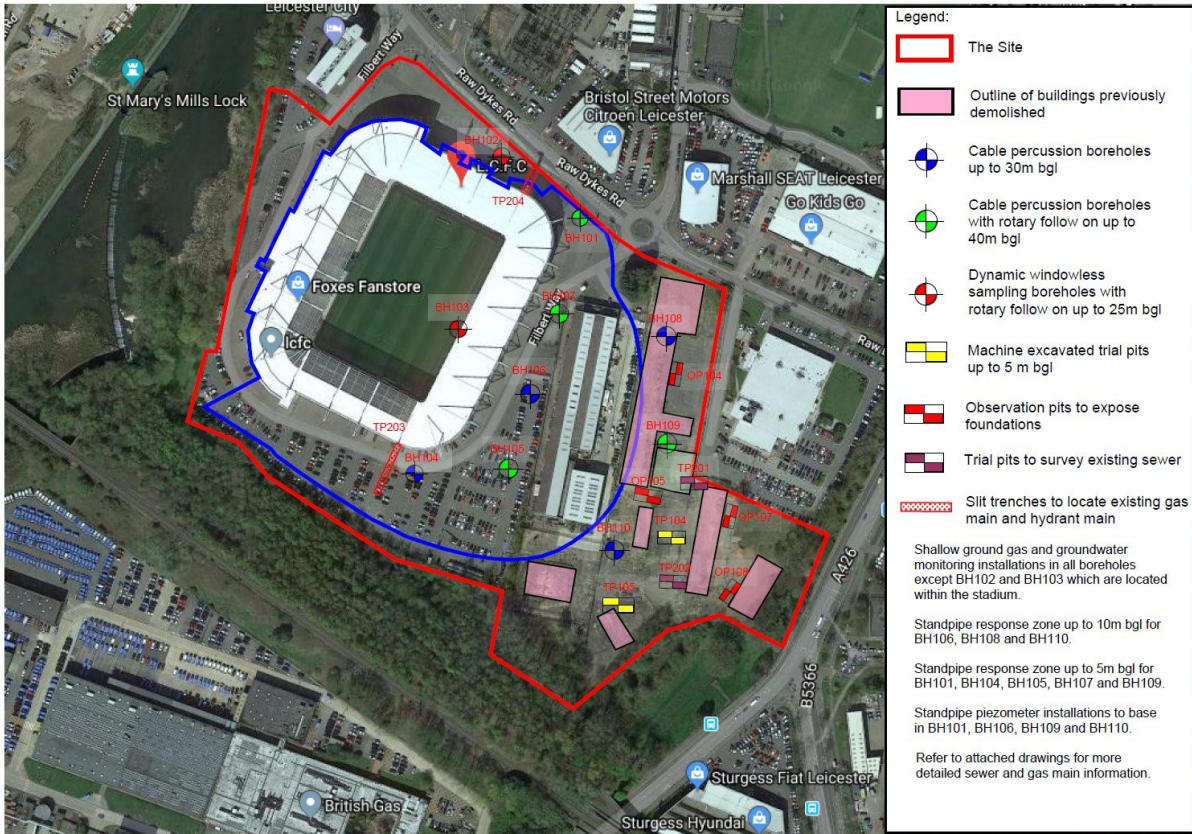 Leicester City
Filbert Way
St Mary's Mills Lock
Raw Dykes Rd
Bristol Street Motors
Citroen Leicester
BH102
L.C.F.C
TP204
Raw Dykes Rd
Marshall SEAT Leicester
Go Kids Go
BH101
Foxes Fanstore
BH107
BH103
Filbert
BH108
lcfc
Raw
OP104
BH106
BH109
TP203
BH104
BH105
TP201
OP105
OP107
BH110
TP104
TP202
OP108
TP105
A426
B5366
British Gas
Sturgess Fiat Leicester
Sturgess Hyundai
Legend:
The Site
Outline of buildings previously
demolished
Cable percussion boreholes
up to 30m bgl
Cable percussion boreholes
with rotary follow on up to
40m bgl
Dynamic windowless
sampling boreholes with
rotary follow on up to 25m bgl
Machine excavated trial pits
up to 5 m bgl
Observation pits to expose
foundations
Trial pits to survey existing sewer
Slit trenches to locate existing gas
main and hydrant main
Shallow ground gas and groundwater
monitoring installations in all boreholes
except BH102 and BH103 which are located
within the stadium.
Standpipe response zone up to 10m bgl for
BH106, BH108 and BH110.
Standpipe response zone up to 5m bgl for
BH101, BH104, BH105, BH107 and BH109.
Standpipe piezometer installations to base
in BH101, BH106, BH109 and BH110.
Refer to attached drawings for more
detailed sewer and gas main information.